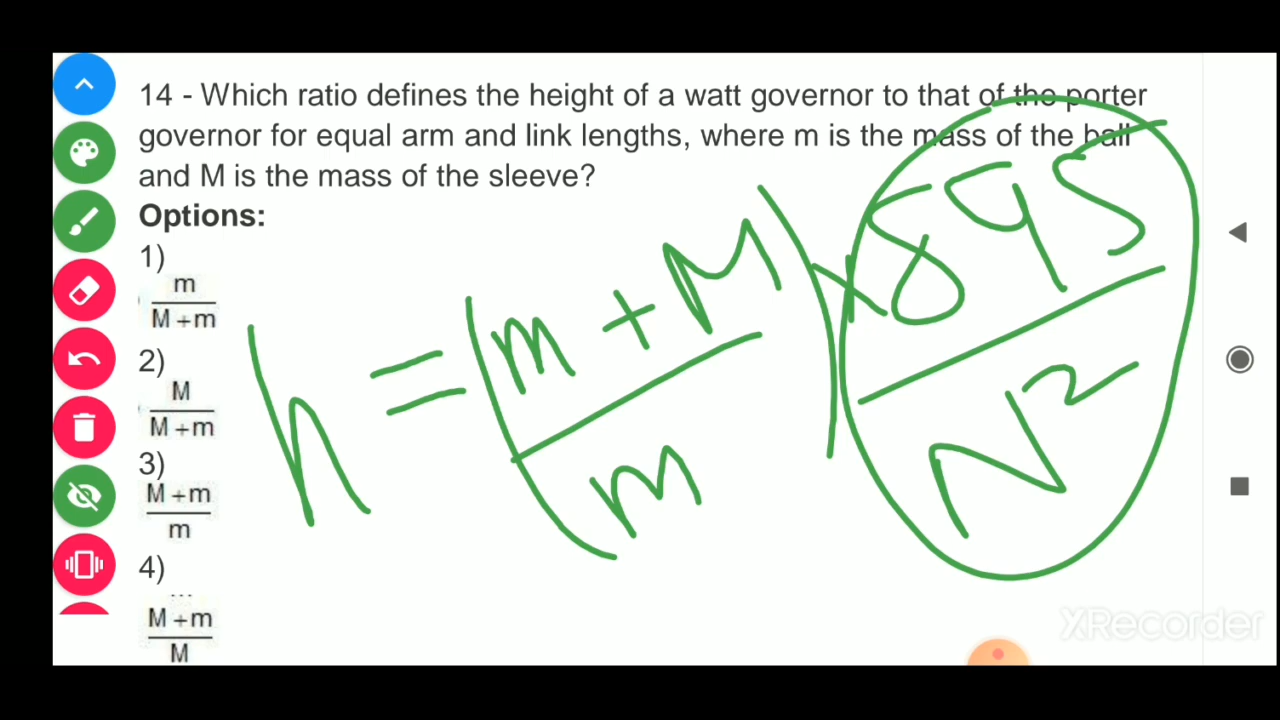 14 - Which ratio defines the height of a watt governor to that of the porter
governor for equal arm and link lengths, where m is the mass of the ball
and M is the mass of the sleeve?
Options:
1)
m
M+m
2)
M
M+m
3)
M+m
m
4)
M+m
M
h = (m + M / m) × 895 / N²
XRecorder